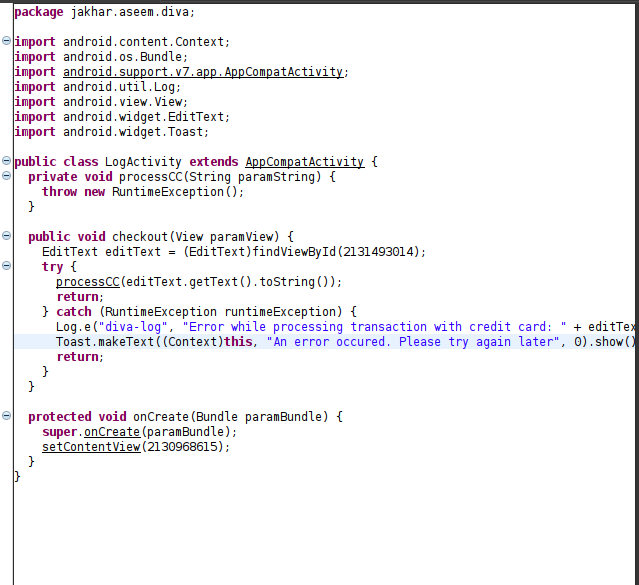 package jakhar.aseem.diva;
import android.content.Context;
import android.os.Bundle;
import android.support.v7.app.AppCompatActivity;
import android.util.Log;
import android.view.View;
import android.widget.EditText;
import android.widget.Toast;
public class LogActivity extends AppCompatActivity {
private void processCC(String paramString) {
throw new RuntimeException();
}
public void checkout(View paramView) {
EditText editText = (EditText)findViewById(2131493014);
try {
processCC(editText.getText().toString());
return;
} catch (RuntimeException runtimeException) {
Log.e("diva-log", "Error while processing transaction with credit card: " + editTex
Toast.makeText((Context)this, "An error occured. Please try again later", 0).show()
return;
}
}
protected void onCreate(Bundle paramBundle) {
super.onCreate(paramBundle);
setContentView(2130968615);
}
}